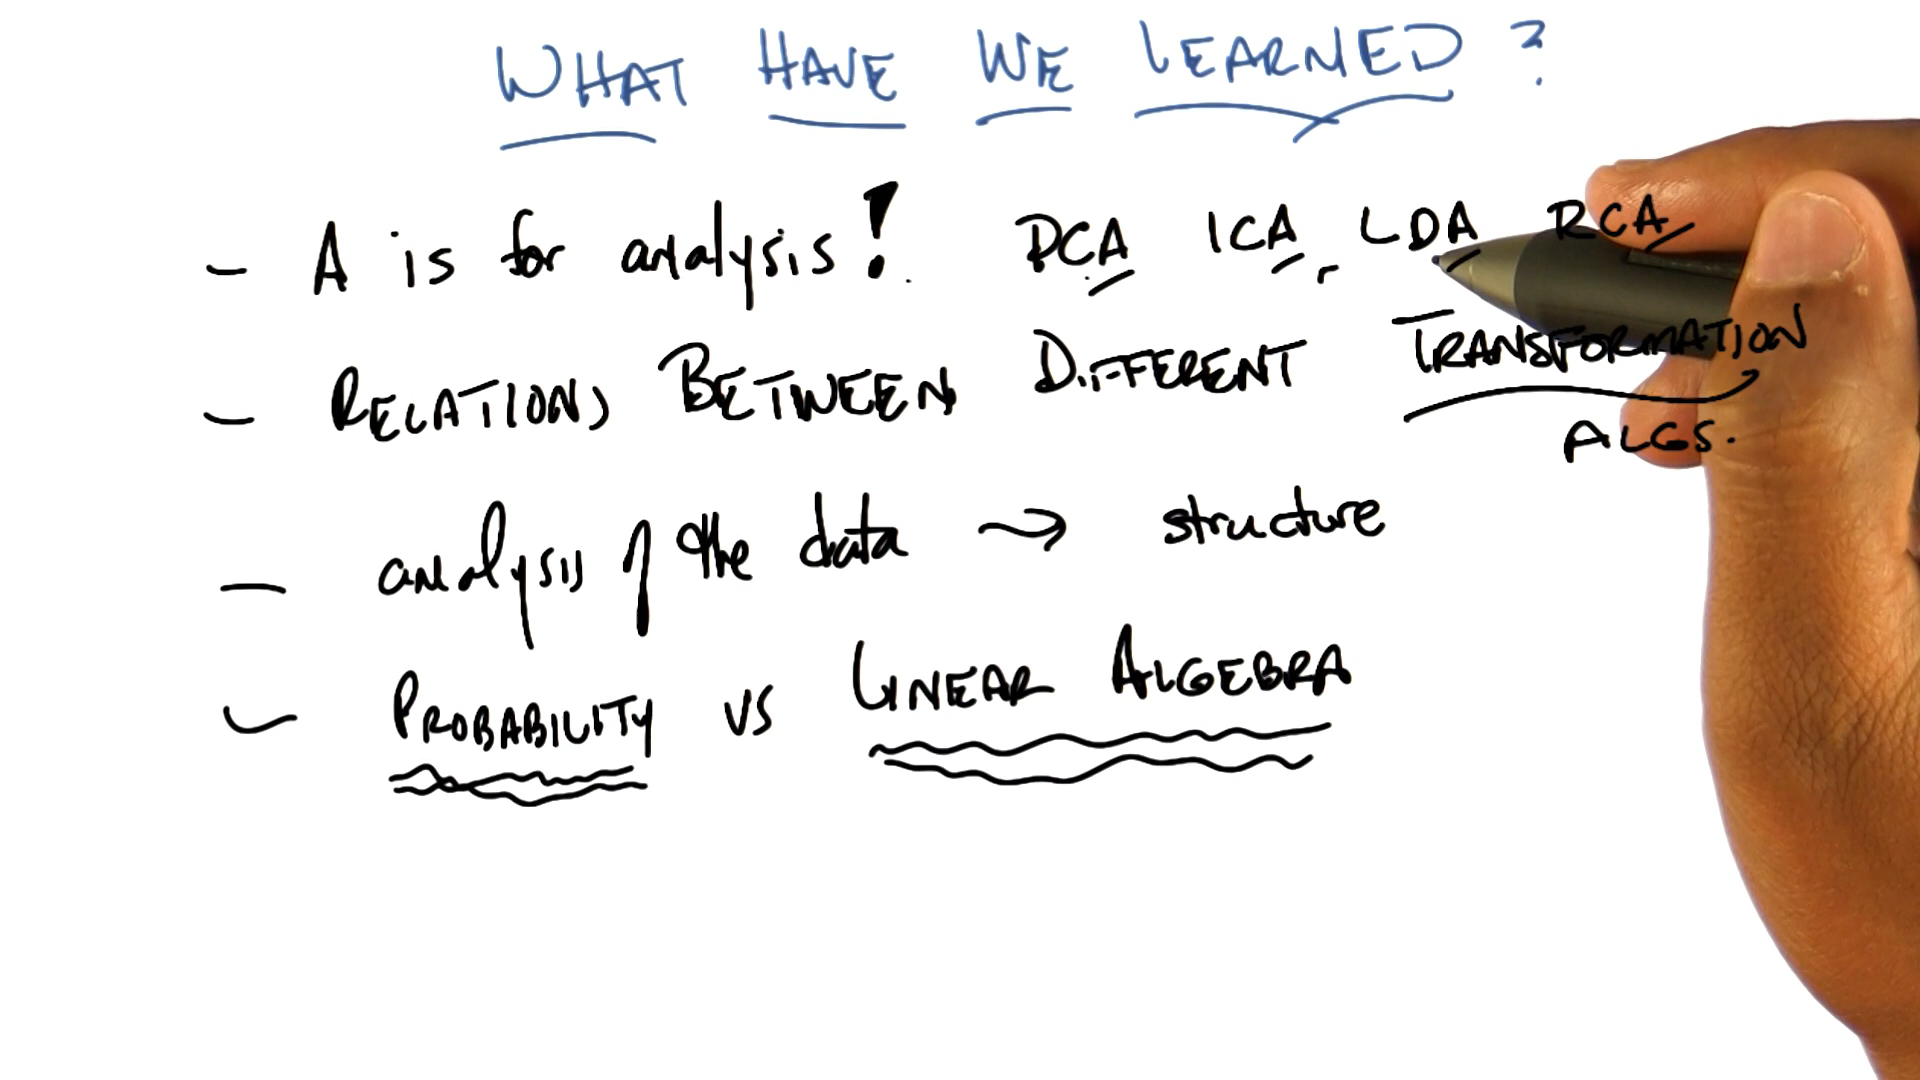 WHAT HAVE WE LEARNED?
- A is for analysis! PCA ICA, LDA RCA
- RELATIONS BETWEEN DIFFERENT TRANSFORMATION
ALGS.
- analysis of the data → structure
- PROBABILITY vs LINEAR ALGEBRA